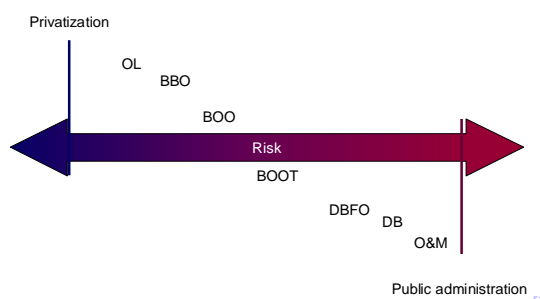 Privatization
OL
BBO
BOO
Risk
BOOT
DBFO
DB
O&M
Public administration